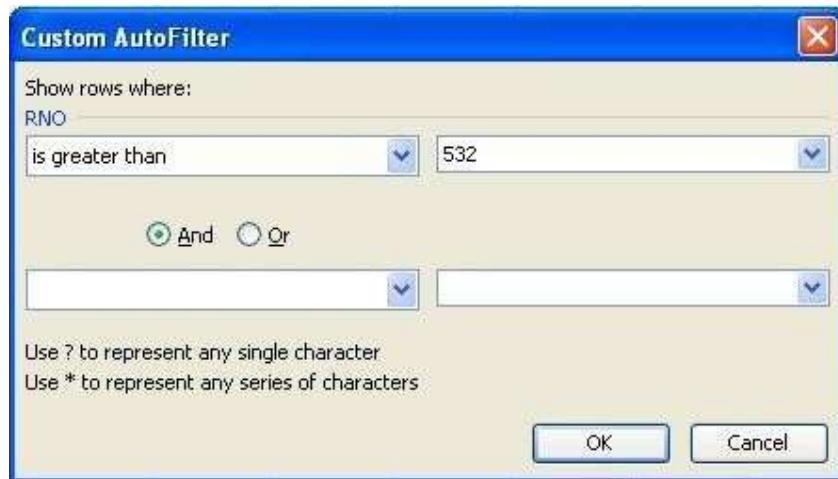 Custom AutoFilter
Show rows where:
RNO
is greater than 532
And Or
Use ? to represent any single character
Use * to represent any series of characters
OK Cancel